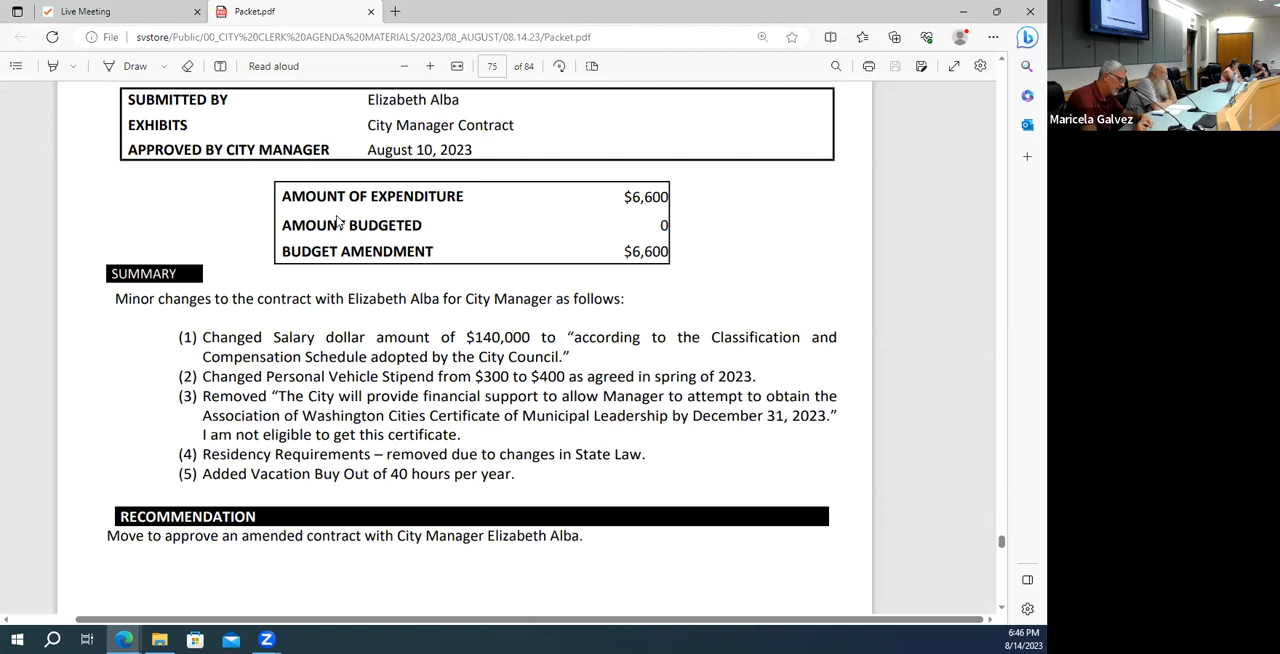 Live Meeting
Packet.pdf
File
svstore/Public/00_CITY%20CLERK%20AGENDA%20MATERIALS/2023/08_AUGUST/08.14.23/Packet.pdf
Draw
Read aloud
75 of 84
SUBMITTED BY Elizabeth Alba
EXHIBITS City Manager Contract
APPROVED BY CITY MANAGER August 10, 2023
AMOUNT OF EXPENDITURE $6,600
AMOUNT BUDGETED 0
BUDGET AMENDMENT $6,600
SUMMARY
Minor changes to the contract with Elizabeth Alba for City Manager as follows:
(1) Changed Salary dollar amount of $140,000 to “according to the Classification and
Compensation Schedule adopted by the City Council.”
(2) Changed Personal Vehicle Stipend from $300 to $400 as agreed in spring of 2023.
(3) Removed “The City will provide financial support to allow Manager to attempt to obtain the
Association of Washington Cities Certificate of Municipal Leadership by December 31, 2023.”
I am not eligible to get this certificate.
(4) Residency Requirements – removed due to changes in State Law.
(5) Added Vacation Buy Out of 40 hours per year.
RECOMMENDATION
Move to approve an amended contract with City Manager Elizabeth Alba.
Maricela Galvez
6:46 PM
8/14/2023